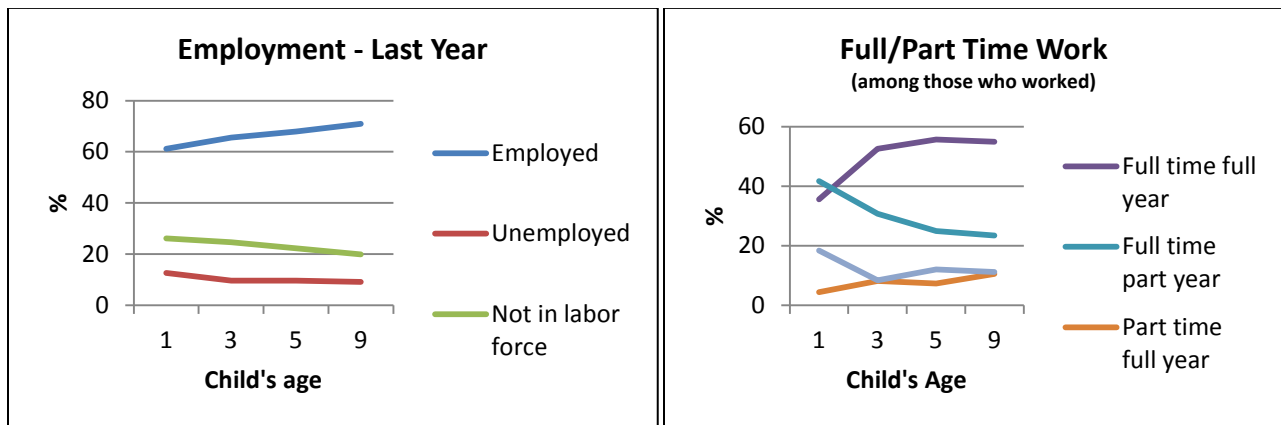 Employment - Last Year
80
60
40
20
0
%
1 3 5 9
Child's age
Employed
Unemployed
Not in labor
force
Full/Part Time Work
(among those who worked)
60
40
20
0
%
1 3 5 9
Child's Age
Full time full
year
Full time
part year
Part time
full year